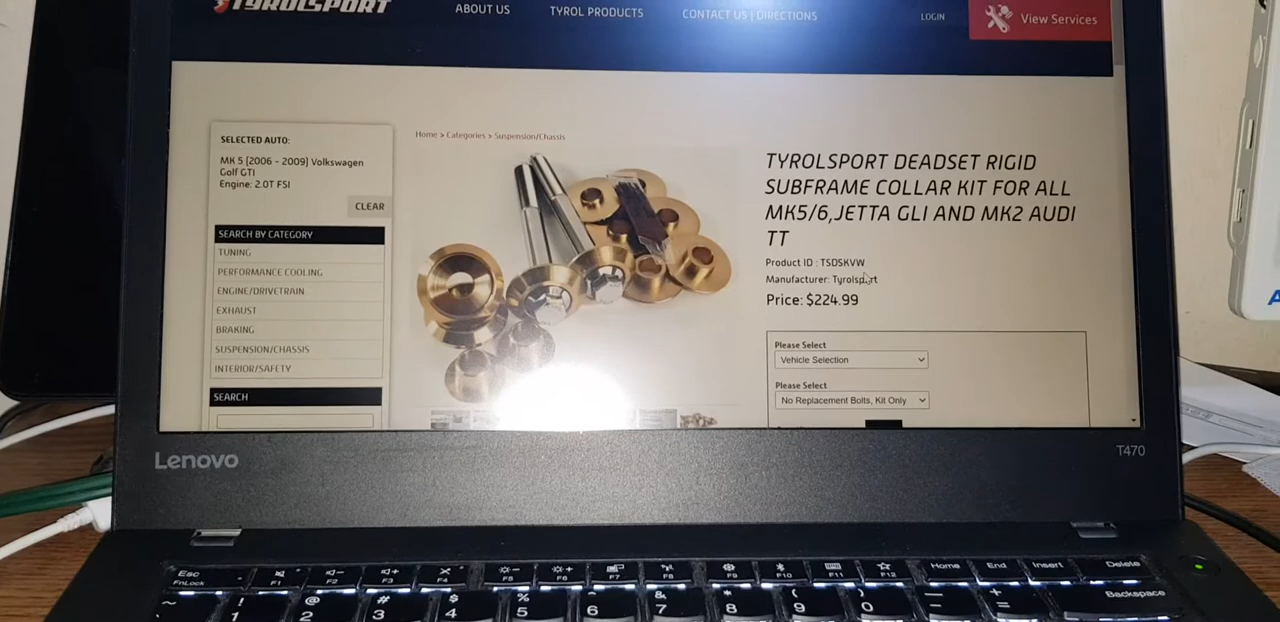 TYROLSPORT
ABOUT US
TYROL PRODUCTS
CONTACT US | DIRECTIONS
LOGIN
View Services
SELECTED AUTO:
MK 5 (2006 - 2009) Volkswagen
Golf GTI
Engine: 2.0T FSI
CLEAR
SEARCH BY CATEGORY
TUNING
PERFORMANCE COOLING
ENGINE/DRIVETRAIN
EXHAUST
BRAKING
SUSPENSION/CHASSIS
INTERIOR/SAFETY
SEARCH
Home > Categories > Suspension/Chassis
TYROLSPORT DEADSET RIGID
SUBFRAME COLLAR KIT FOR ALL
MK5/6,JETTA GLI AND MK2 AUDI
TT
Product ID : TSDSKVW
Manufacturer: Tyrolsport
Price: $224.99
Please Select
Vehicle Selection
Please Select
No Replacement Bolts, Kit Only
Lenovo
T470
Esc
FnLock
F1
F2
F3
F4
F5
F6
F7
F8
F9
F10
F11
F12
Home
End
Insert
Delete
~
! 1
@ 2
# 3
$ 4
% 5
6
& 7
* 8
( 9
) 0
–
+ =
Backspace